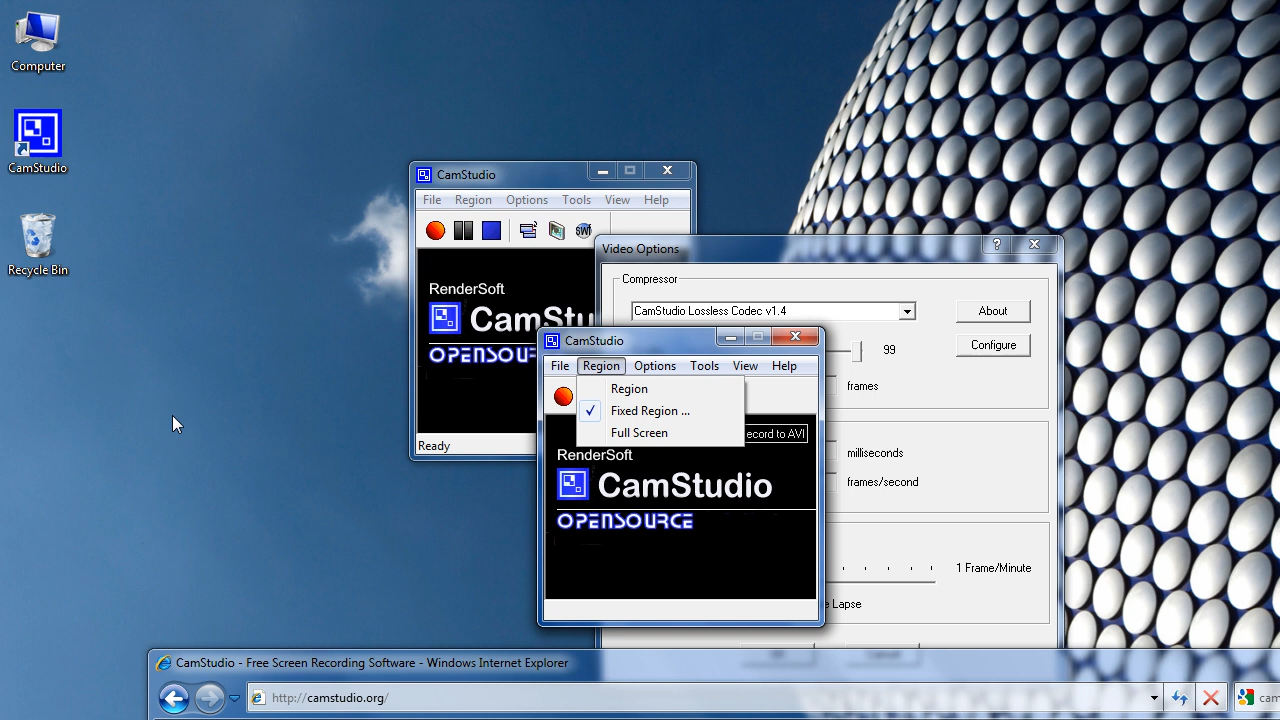 Computer
CamStudio
Recycle Bin
CamStudio
File Region Options Tools View Help
SWF
RenderSoft
CamStu
OPENSOURCE
Ready
Video Options
Compressor
CamStudio Lossless Codec v1.4
About
99
Configure
frames
milliseconds
frames/second
1 Frame/Minute
e Lapse
CamStudio
File Region Options Tools View Help
Region
Fixed Region ...
Full Screen
ecord to AVI
RenderSoft
CamStudio
OPENSOURCE
CamStudio - Free Screen Recording Software - Windows Internet Explorer
http://camstudio.org/
cam